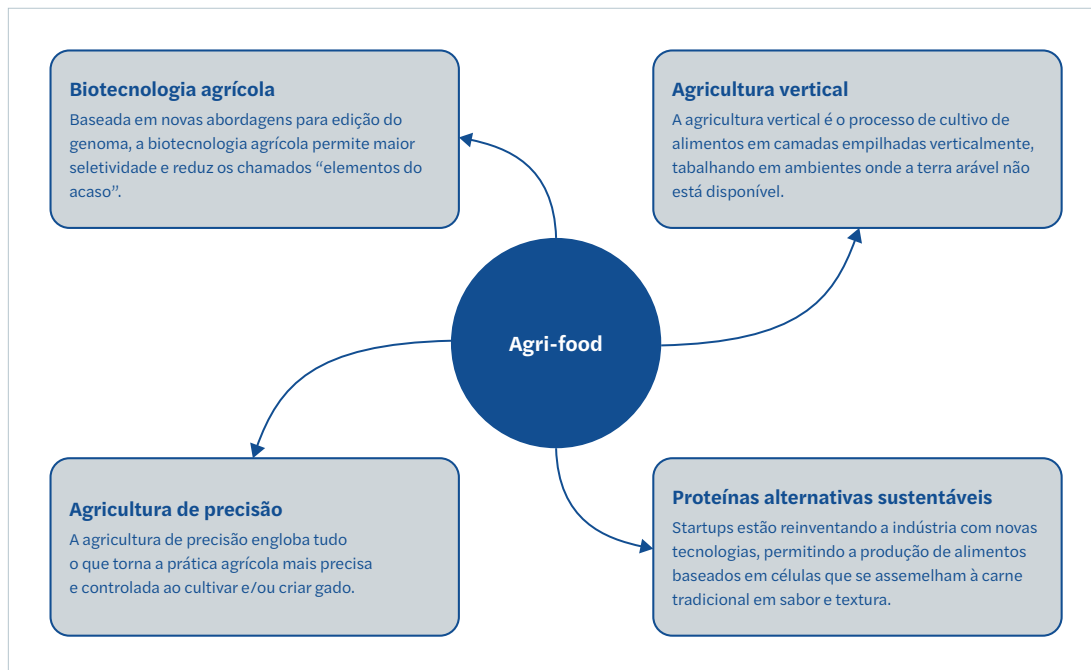 Biotecnologia agrícola
Baseada em novas abordagens para edição do
genoma, a biotecnologia agrícola permite maior
seletividade e reduz os chamados “elementos do
acaso”.
Agricultura vertical
A agricultura vertical é o processo de cultivo de
alimentos em camadas empilhadas verticalmente,
tabalhando em ambientes onde a terra arável não
está disponível.
Agri-food
Agricultura de precisão
A agricultura de precisão engloba tudo
o que torna a prática agrícola mais precisa
e controlada ao cultivar e/ou criar gado.
Proteínas alternativas sustentáveis
Startups estão reinventando a indústria com novas
tecnologias, permitindo a produção de alimentos
baseados em células que se assemelham à carne
tradicional em sabor e textura.